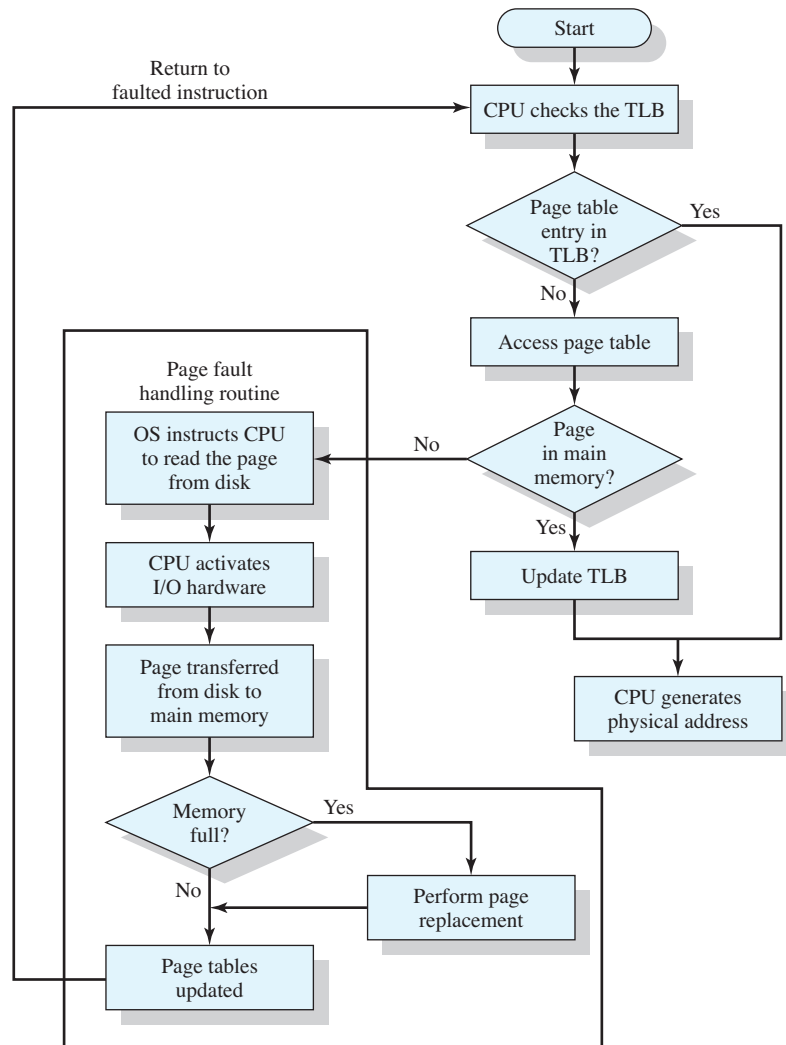 Start
Return to
faulted instruction
CPU checks the TLB
Page table
entry in
TLB?
Yes
No
Access page table
Page fault
handling routine
OS instructs CPU
to read the page
from disk
No
Page
in main
memory?
Yes
CPU activates
I/O hardware
Update TLB
Page transferred
from disk to
main memory
CPU generates
physical address
Memory
full?
Yes
No
Perform page
replacement
Page tables
updated